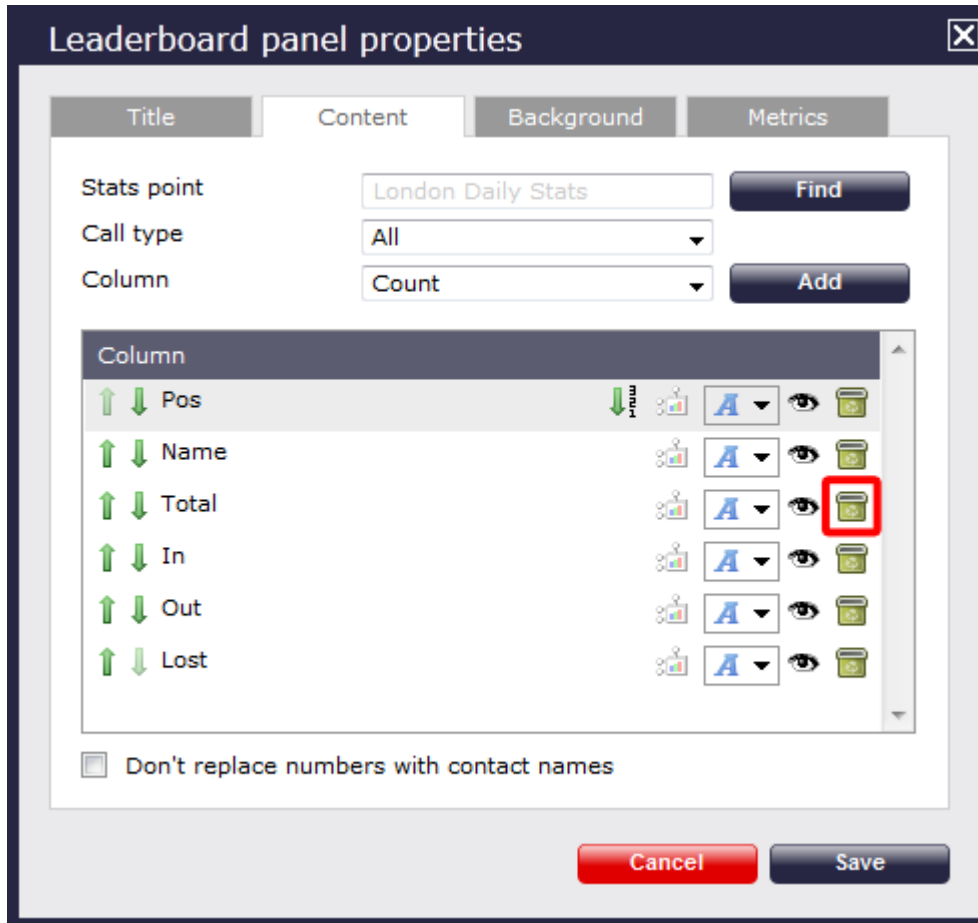 Leaderboard panel properties
Title Content Background Metrics
Stats point London Daily Stats Find
Call type All
Column Count Add
Column
Pos A
Name A
Total A
In A
Out A
Lost A
Don't replace numbers with contact names
Cancel Save